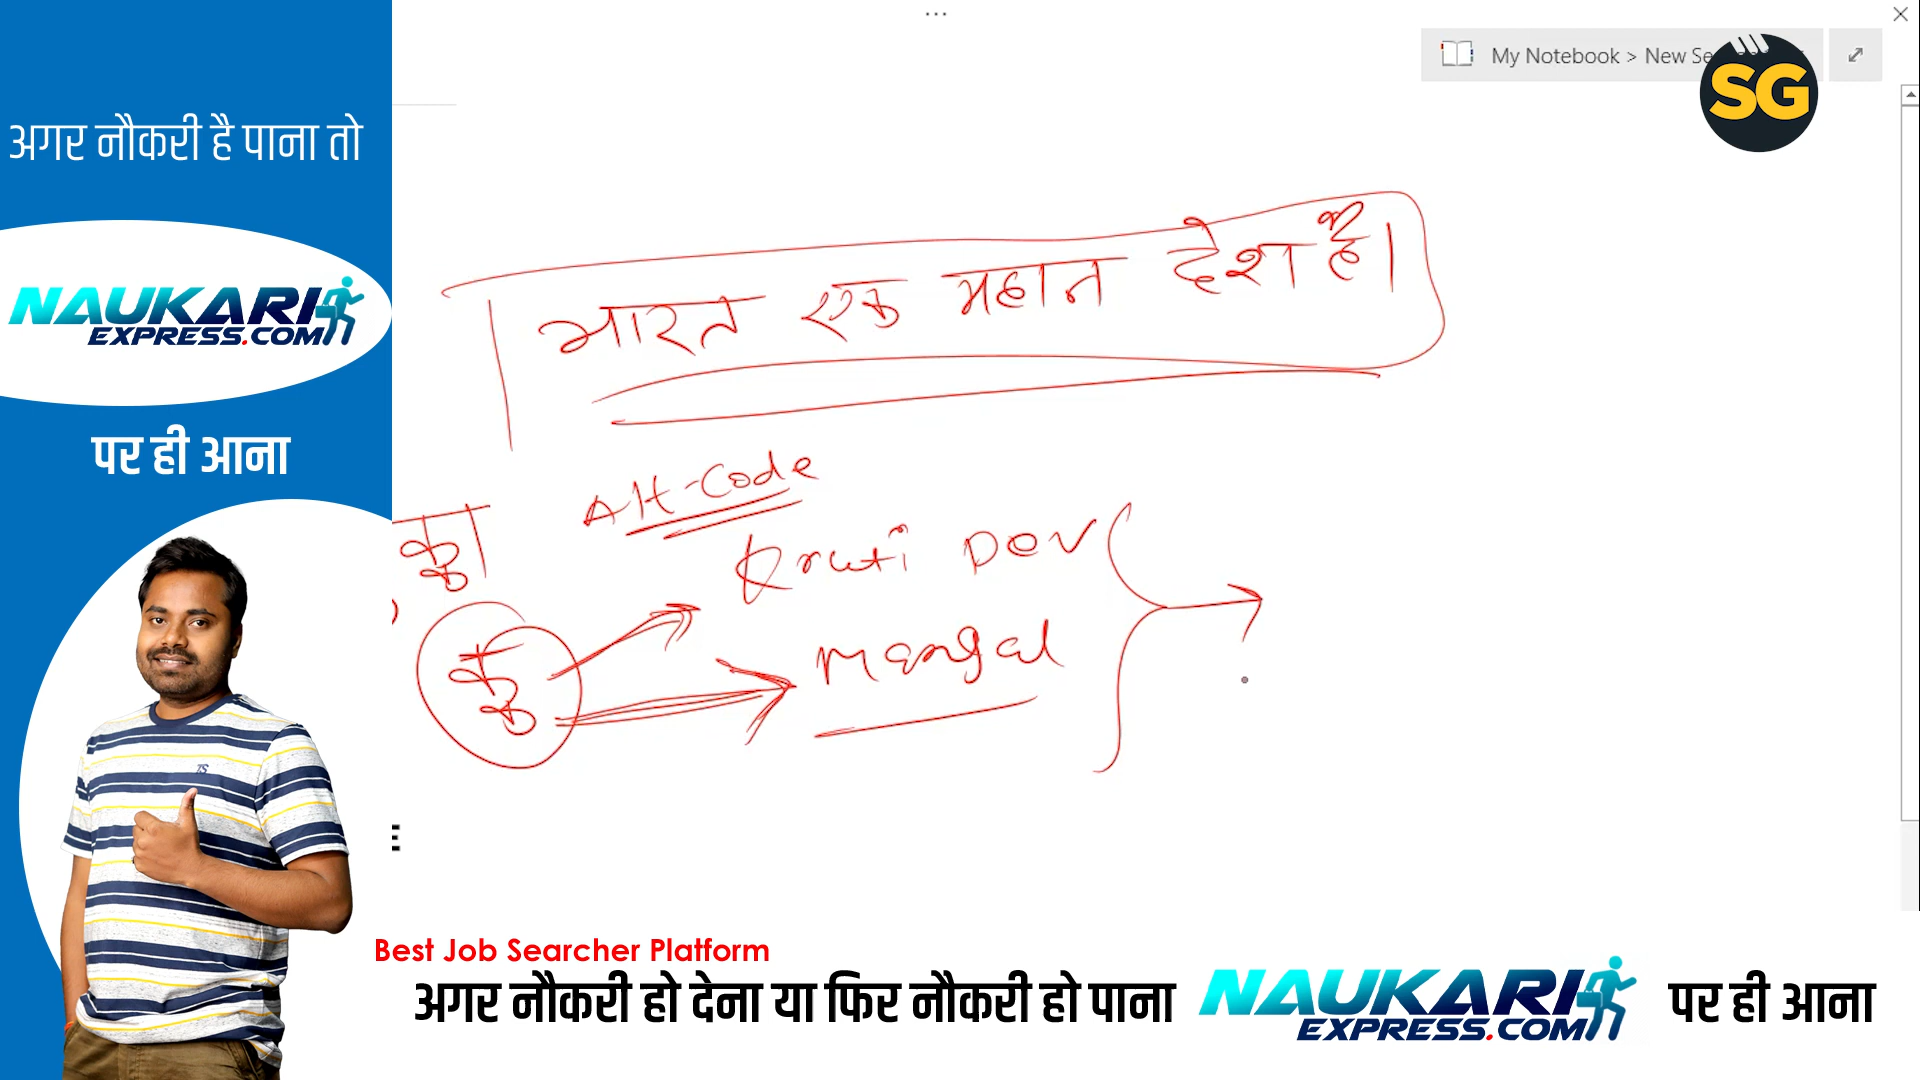 My Notebook > New Se
SG
अगर नौकरी है पाना तो
NAUKARI
EXPRESS.COM
पर ही आना
भारत एक महान देश है।
Alt-Code
Kruti Dev
Mangal
TS
E
Best Job Searcher Platform
अगर नौकरी हो देना या फिर नौकरी हो पाना
NAUKARI
EXPRESS.COM
पर ही आना